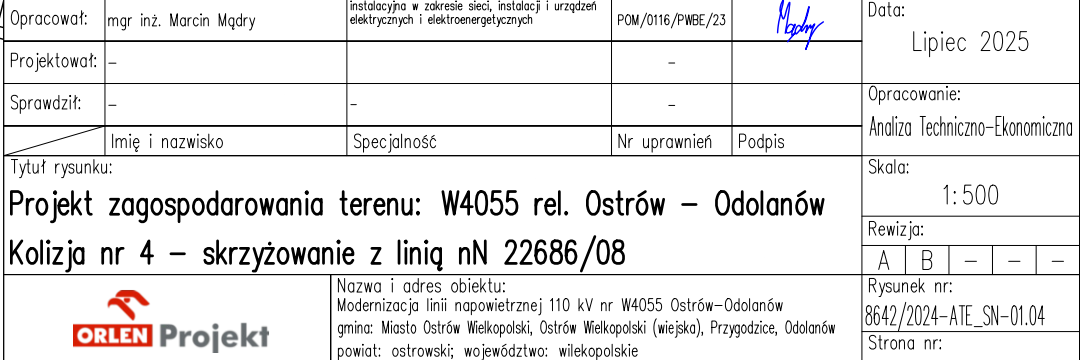 instalacyjna w zakresie sieci, instalacji i urządzeń
Opracował: mgr inż. Marcin Mądry elektrycznych i elektroenergetycznych POM/0116/PWBE/23 Mądry
Data:
Lipiec 2025
Projektował: – –
Sprawdził: – – –
Opracowanie:
Analiza Techniczno-Ekonomiczna
Imię i nazwisko Specjalność Nr uprawnień Podpis
Tytuł rysunku:
Projekt zagospodarowania terenu: W4055 rel. Ostrów – Odolanów
Kolizja nr 4 – skrzyżowanie z linią nN 22686/08
Skala:
1:500
Rewizja:
A B – – –
ORLEN Projekt
Nazwa i adres obiektu:
Modernizacja linii napowietrznej 110 kV nr W4055 Ostrów-Odolanów
gmina: Miasto Ostrów Wielkopolski, Ostrów Wielkopolski (wiejska), Przygodzice, Odolanów
powiat: ostrowski; województwo: wilekopolskie
Rysunek nr:
8642/2024-ATE_SN-01.04
Strona nr: